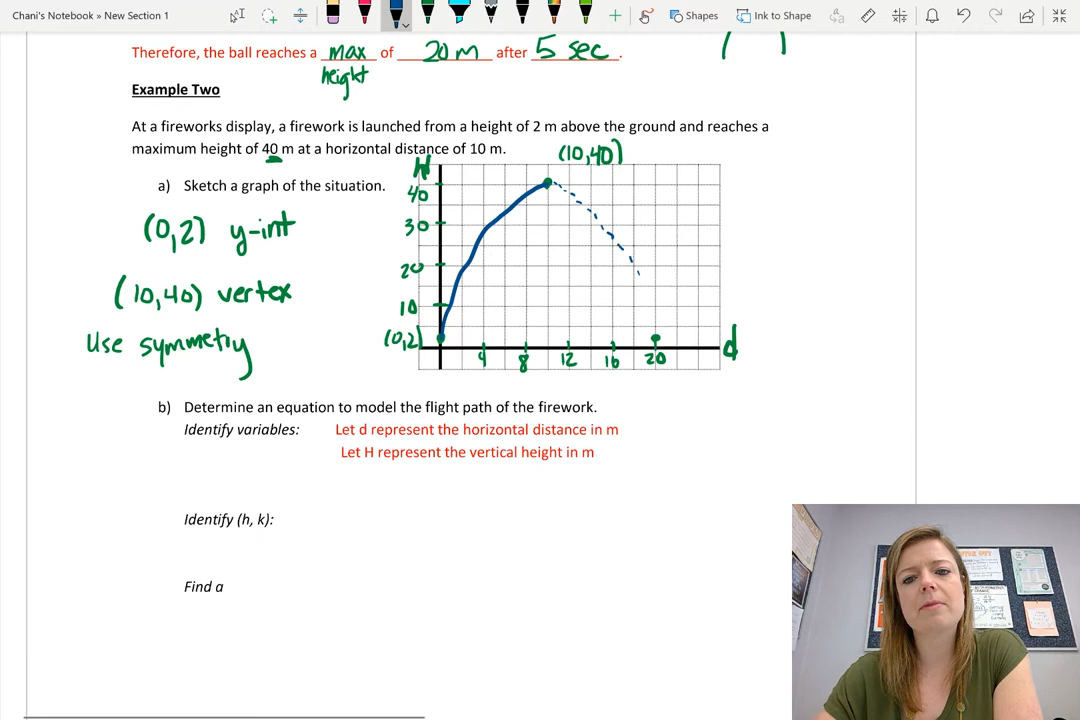 Chani's Notebook » New Section 1
Shapes
Ink to Shape
Therefore, the ball reaches a max height of 20 m after 5 sec.
Example Two
At a fireworks display, a firework is launched from a height of 2 m above the ground and reaches a
maximum height of 40 m at a horizontal distance of 10 m.
a) Sketch a graph of the situation.
(0,2) y-int
(10,40) vertex
Use symmetry
H
(10,40)
40
30
20
10
(0,2)
4 8 12 16 20
d
b) Determine an equation to model the flight path of the firework.
Identify variables: Let d represent the horizontal distance in m
Let H represent the vertical height in m
Identify (h, k):
Find a